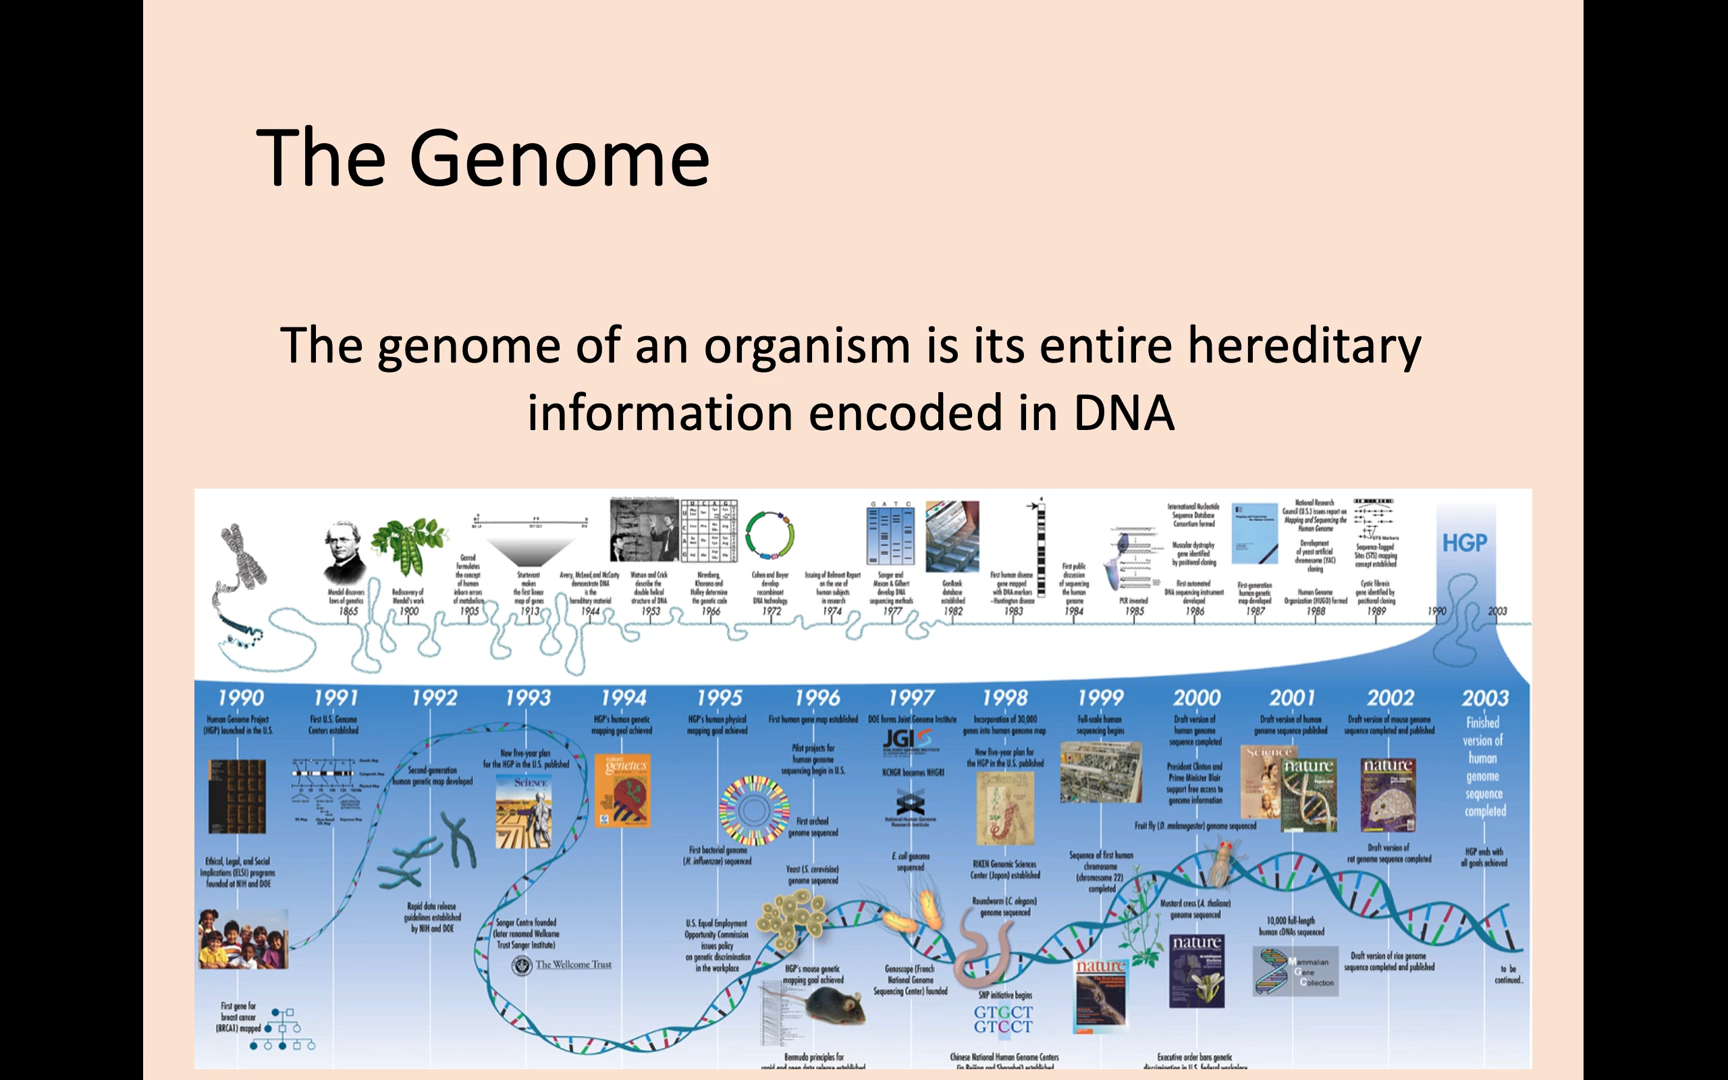 The Genome
The genome of an organism is its entire hereditary
information encoded in DNA
Mendel discovers
laws of genetics
1865
Rediscovery of
Mendel's work
1900
Garrod
formulates
the concept
of human
inborn errors
of metabolism
1905
Sturtevant
makes
the first linear
map of genes
1913
Avery, McLeod, and McCarty
demonstrate DNA
is the
hereditary material
1944
Watson and Crick
describe the
double helical
structure of DNA
1953
Nirenberg,
Khorana and
Holley determine
the genetic code
1966
Cohen and Boyer
develop
recombinant
DNA technology
1972
Issuing of Belmont Report
on the use of
human subjects
in research
1974
G A T C
Sanger and
Maxam & Gilbert
develop DNA
sequencing methods
1977
GenBank
database
established
1982
4
First human disease
gene mapped
with DNA markers
–Huntington disease
1983
First public
discussion
of sequencing
the human
genome
1984
PCR invented
1985
International Nucleotide
Sequence Database
Consortium formed
Muscular dystrophy
gene identified
by positional cloning
First automated
DNA sequencing instrument
developed
1986
First-generation
human genetic
map developed
1987
National Research
Council (U.S.) issues report on
Mapping and Sequencing the
Human Genome
Development
of yeast artificial
chromosome (YAC)
cloning
Human Genome
Organization (HUGO) formed
1988
STS Markers
Sequence-Tagged
Sites (STS) mapping
concept established
Cystic fibrosis
gene identified by
positional cloning
1989
HGP
1990 2003
1990
Human Genome Project
(HGP) launched in the U.S.
Ethical, Legal, and Social
Implications (ELSI) programs
founded at NIH and DOE
First gene for
breast cancer
(BRCA1) mapped
1991
First U.S. Genome
Centers established
1992
Second-generation
human genetic map developed
Rapid data release
guidelines established
by NIH and DOE
1993
New five-year plan
for the HGP in the U.S. published
SCIENCE
Sanger Centre founded
(later renamed Wellcome
Trust Sanger Institute)
The Wellcome Trust
1994
HGP's human genetic
mapping goal achieved
genetics
1995
HGP's human physical
mapping goal achieved
First bacterial genome
(H. influenzae) sequenced
U.S. Equal Employment
Opportunity Commission
issues policy
on genetic discrimination
in the workplace
1996
First human gene map established
Pilot projects for
human genome
sequencing begin in U.S.
First archaeal
genome sequenced
Yeast (S. cerevisiae)
genome sequenced
HGP's mouse genetic
mapping goal achieved
Bermuda principles for
rapid and open data release established
1997
DOE forms Joint Genome Institute
JGI
NCHGR becomes NHGRI
National Human Genome
Research Institute
E. coli genome
sequenced
Genoscope (French
National Genome
Sequencing Center) founded
1998
Incorporation of 30,000
genes into human genome map
New five-year plan for
the HGP in the U.S. published
RIKEN Genomic Sciences
Center (Japan) established
Roundworm (C. elegans)
genome sequenced
SNP initiative begins
GTGCT
GTCCT
Chinese National Human Genome Centers
(in Beijing and Shanghai) established
1999
Full-scale human
sequencing begins
Sequence of first human
chromosome
(chromosome 22)
completed
nature
2000
Draft version of
human genome
sequence completed
President Clinton and
Prime Minister Blair
support free access to
genome information
Fruit fly (D. melanogaster) genome sequenced
Mustard cress (A. thaliana)
genome sequenced
nature
Executive order bans genetic
discrimination in U.S. federal workplace
2001
Draft version of human
genome sequence published
Science
nature
10,000 full-length
human cDNAs sequenced
Mammalian
Gene
Collection
2002
Draft version of mouse genome
sequence completed and published
nature
Draft version of
rat genome sequence completed
Draft version of rice genome
sequence completed and published
2003
Finished
version of
human
genome
sequence
completed
HGP ends with
all goals achieved
to be
continued...